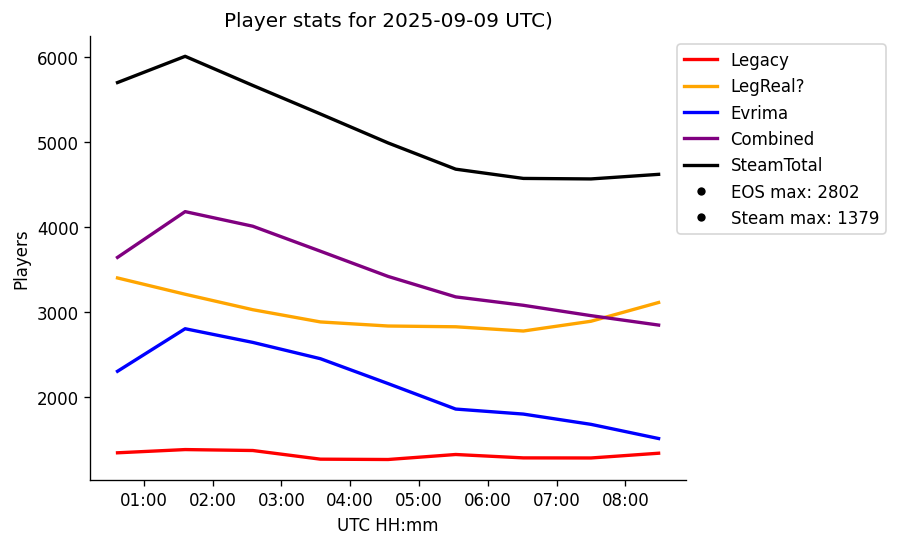 Player stats for 2025-09-09 UTC)
6000
5000
4000
3000
2000
Players
01:00 02:00 03:00 04:00 05:00 06:00 07:00 08:00
UTC HH:mm
Legacy
LegReal?
Evrima
Combined
SteamTotal
EOS max: 2802
Steam max: 1379